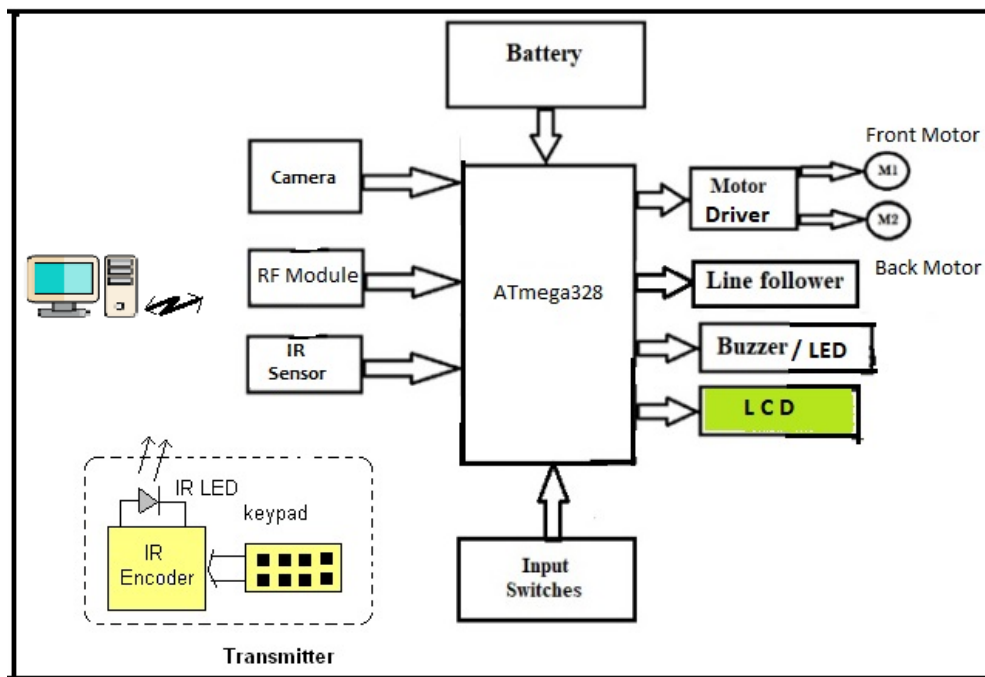 Battery
Front Motor
Camera
Motor
Driver
M1
M2
RF Module
ATmega328
Back Motor
Line follower
IR
Sensor
Buzzer / LED
L C D
IR LED
keypad
IR
Encoder
Input
Switches
Transmitter